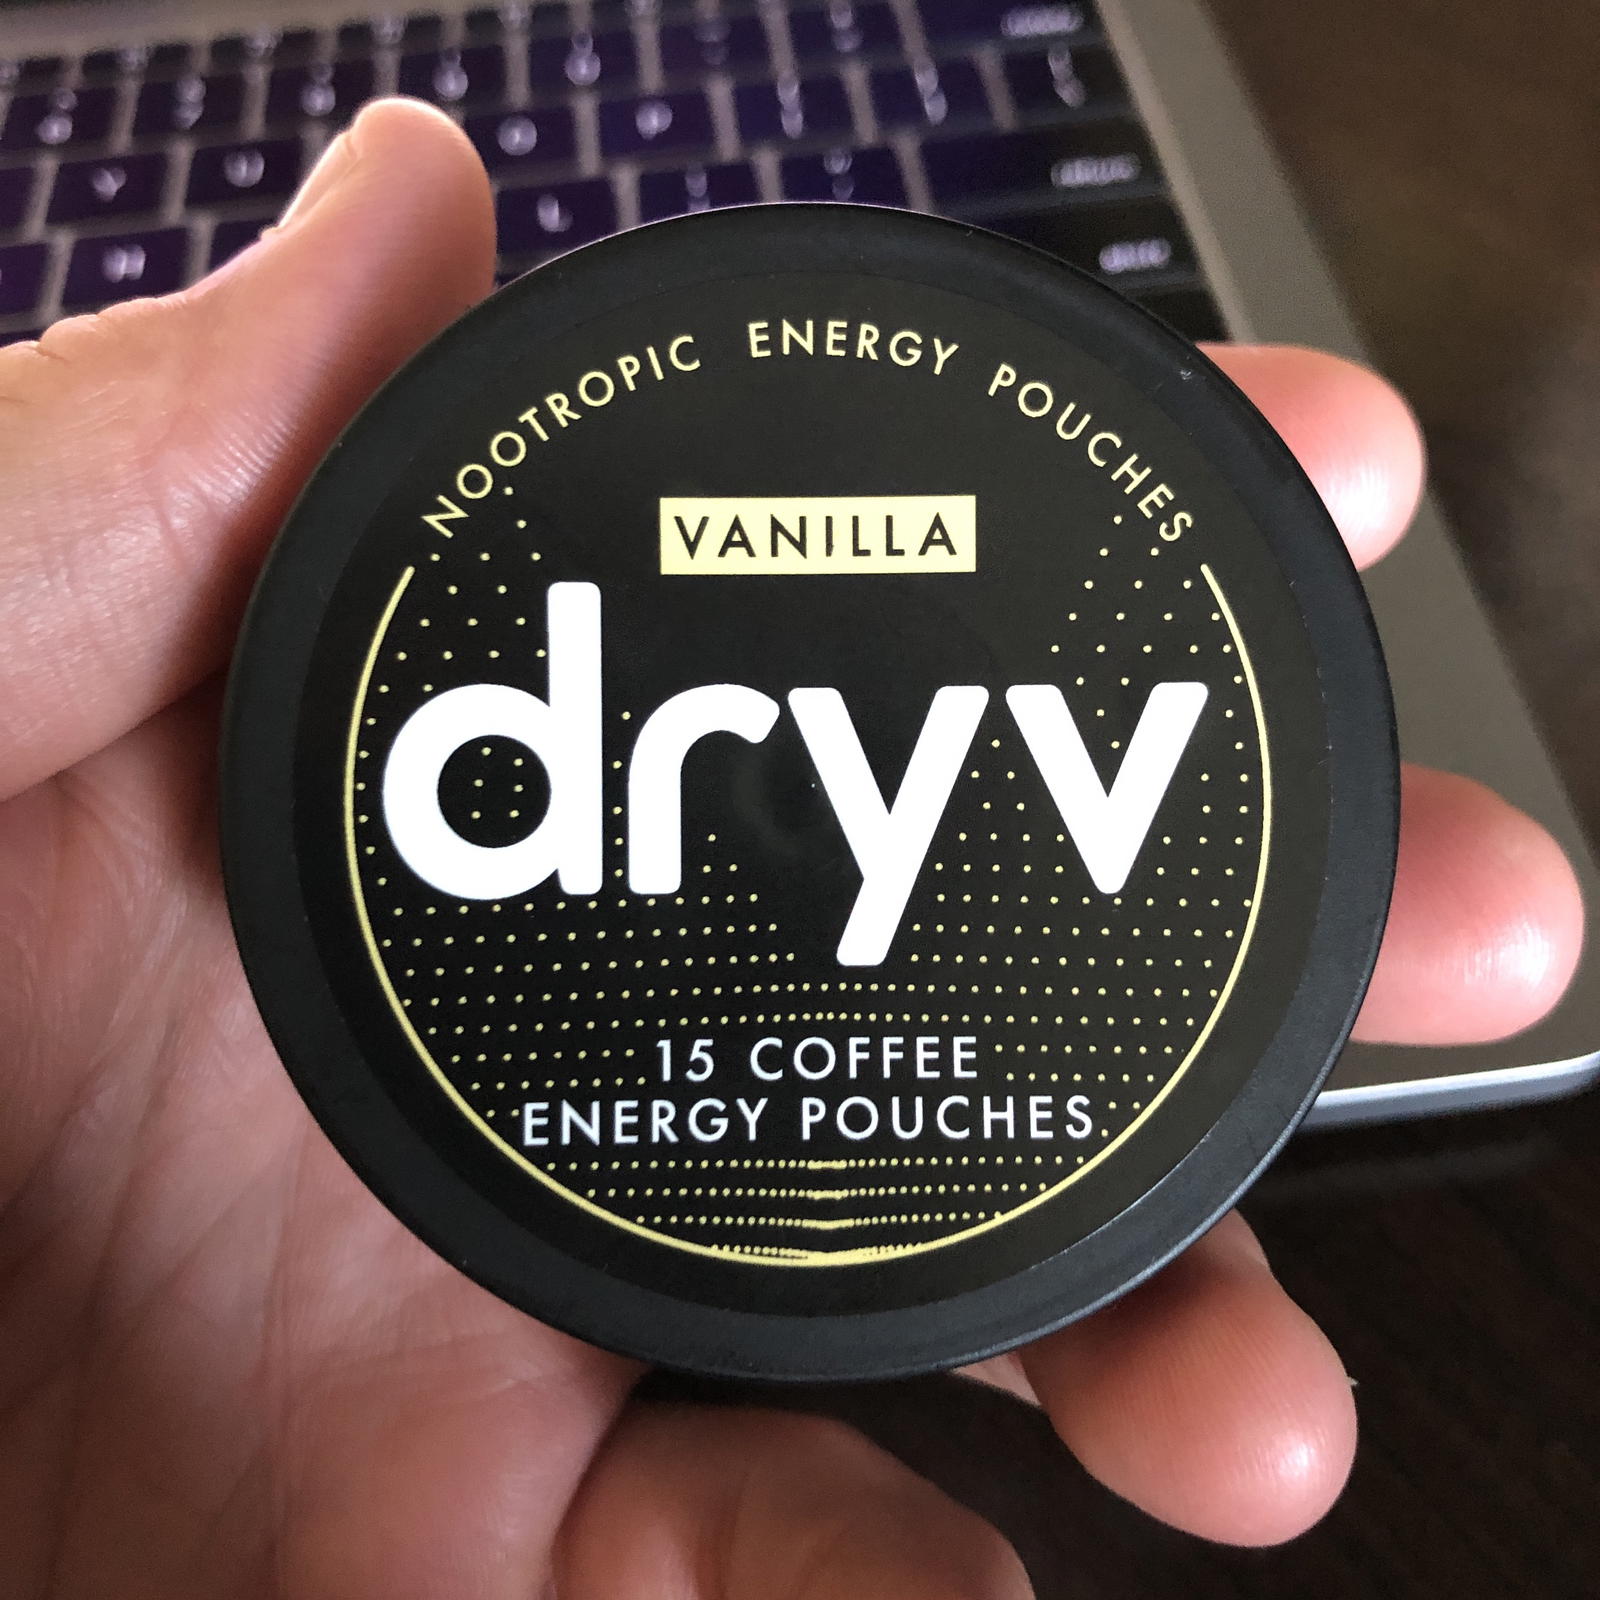 NOOTROPIC ENERGY POUCHES
VANILLA
dryv
15 COFFEE
ENERGY POUCHES